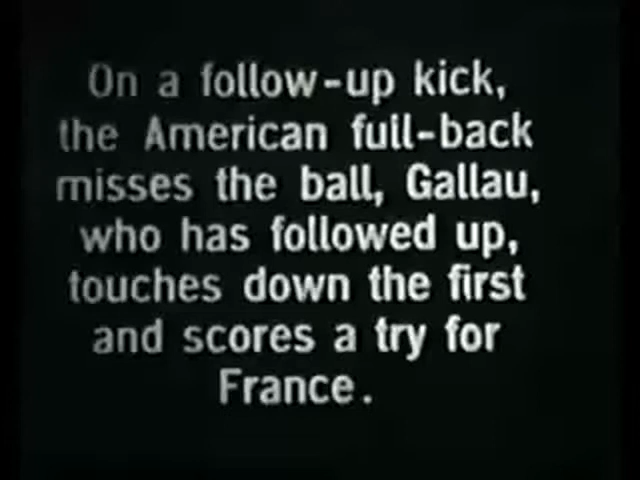 On a follow-up kick,
the American full-back
misses the ball, Gallau,
who has followed up,
touches down the first
and scores a try for
France.